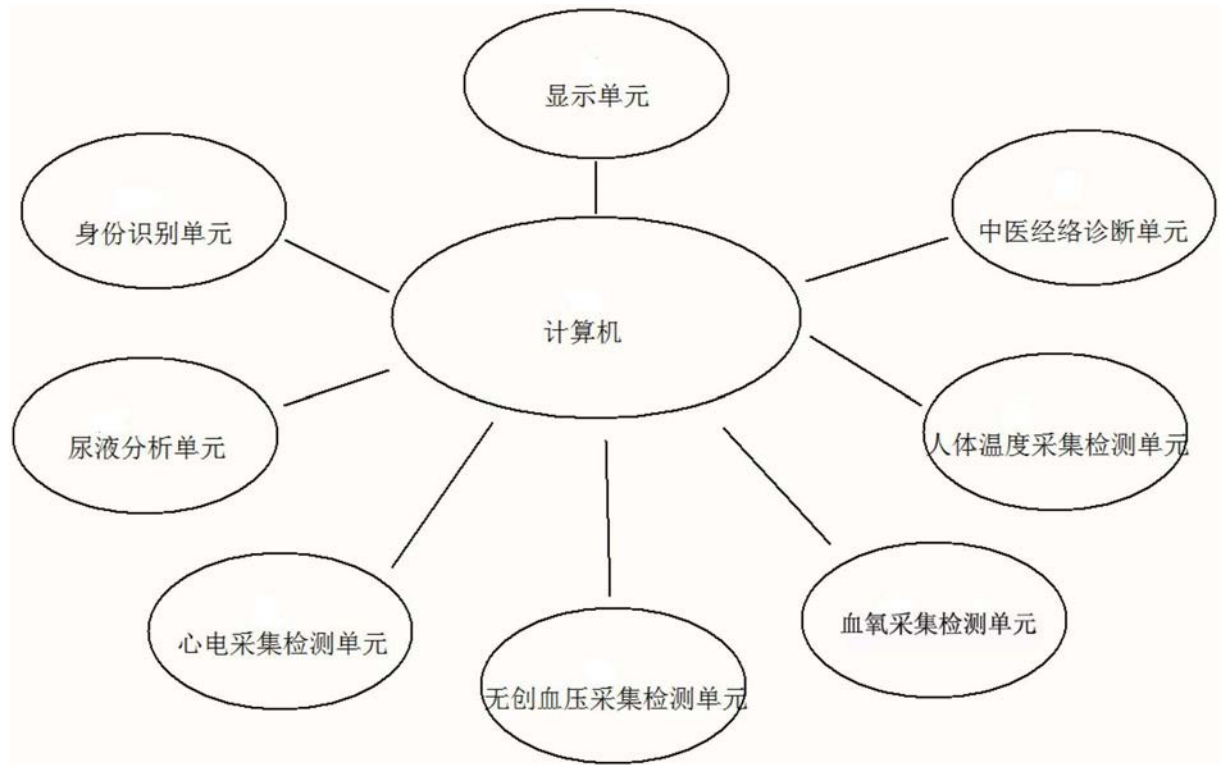 显示单元
身份识别单元
中医经络诊断单元
计算机
尿液分析单元
人体温度采集检测单元
心电采集检测单元
血氧采集检测单元
无创血压采集检测单元